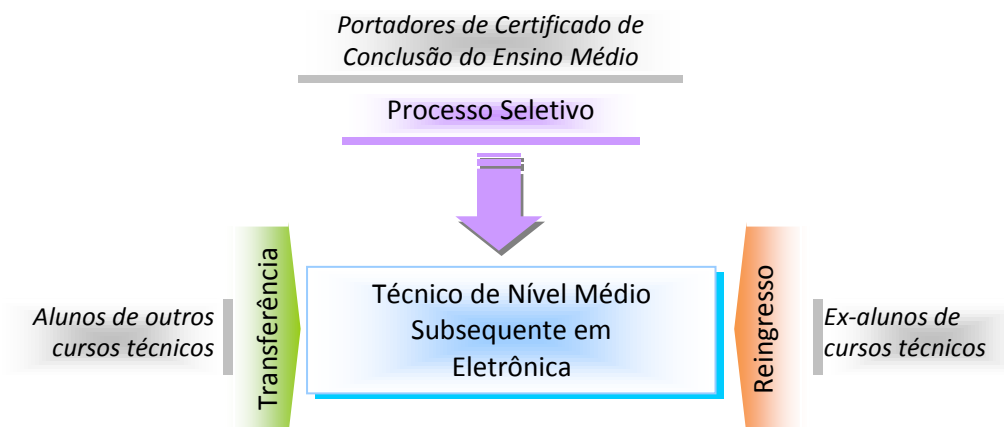 Portadores de Certificado de
Conclusão do Ensino Médio
Processo Seletivo
Transferência
Alunos de outros
cursos técnicos
Técnico de Nível Médio
Subsequente em
Eletrônica
Reingresso
Ex-alunos de
cursos técnicos